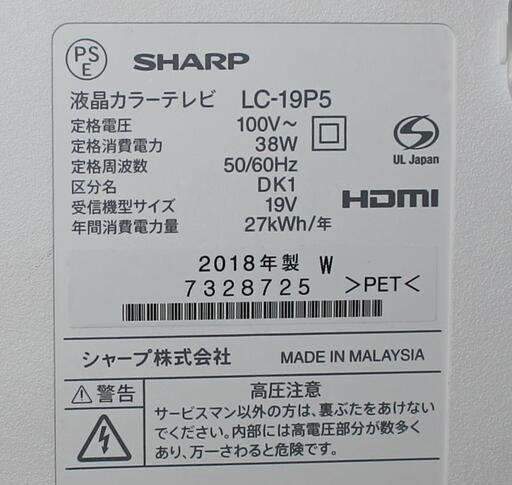 PS
E
SHARP
液晶カラーテレビ LC-19P5
定格電圧 100V～
定格消費電力 38W
定格周波数 50/60Hz
区分名 DK1
受信機型サイズ 19V
年間消費電力量 27kWh/年
UL Japan
HDMI
2018年製 W
7328725 >PET<
シャープ株式会社 MADE IN MALAYSIA
警告
高圧注意
サービスマン以外の方は、裏ぶたをあけない
でください。内部には高電圧部分が数多く
あり、万一さわると危険です。